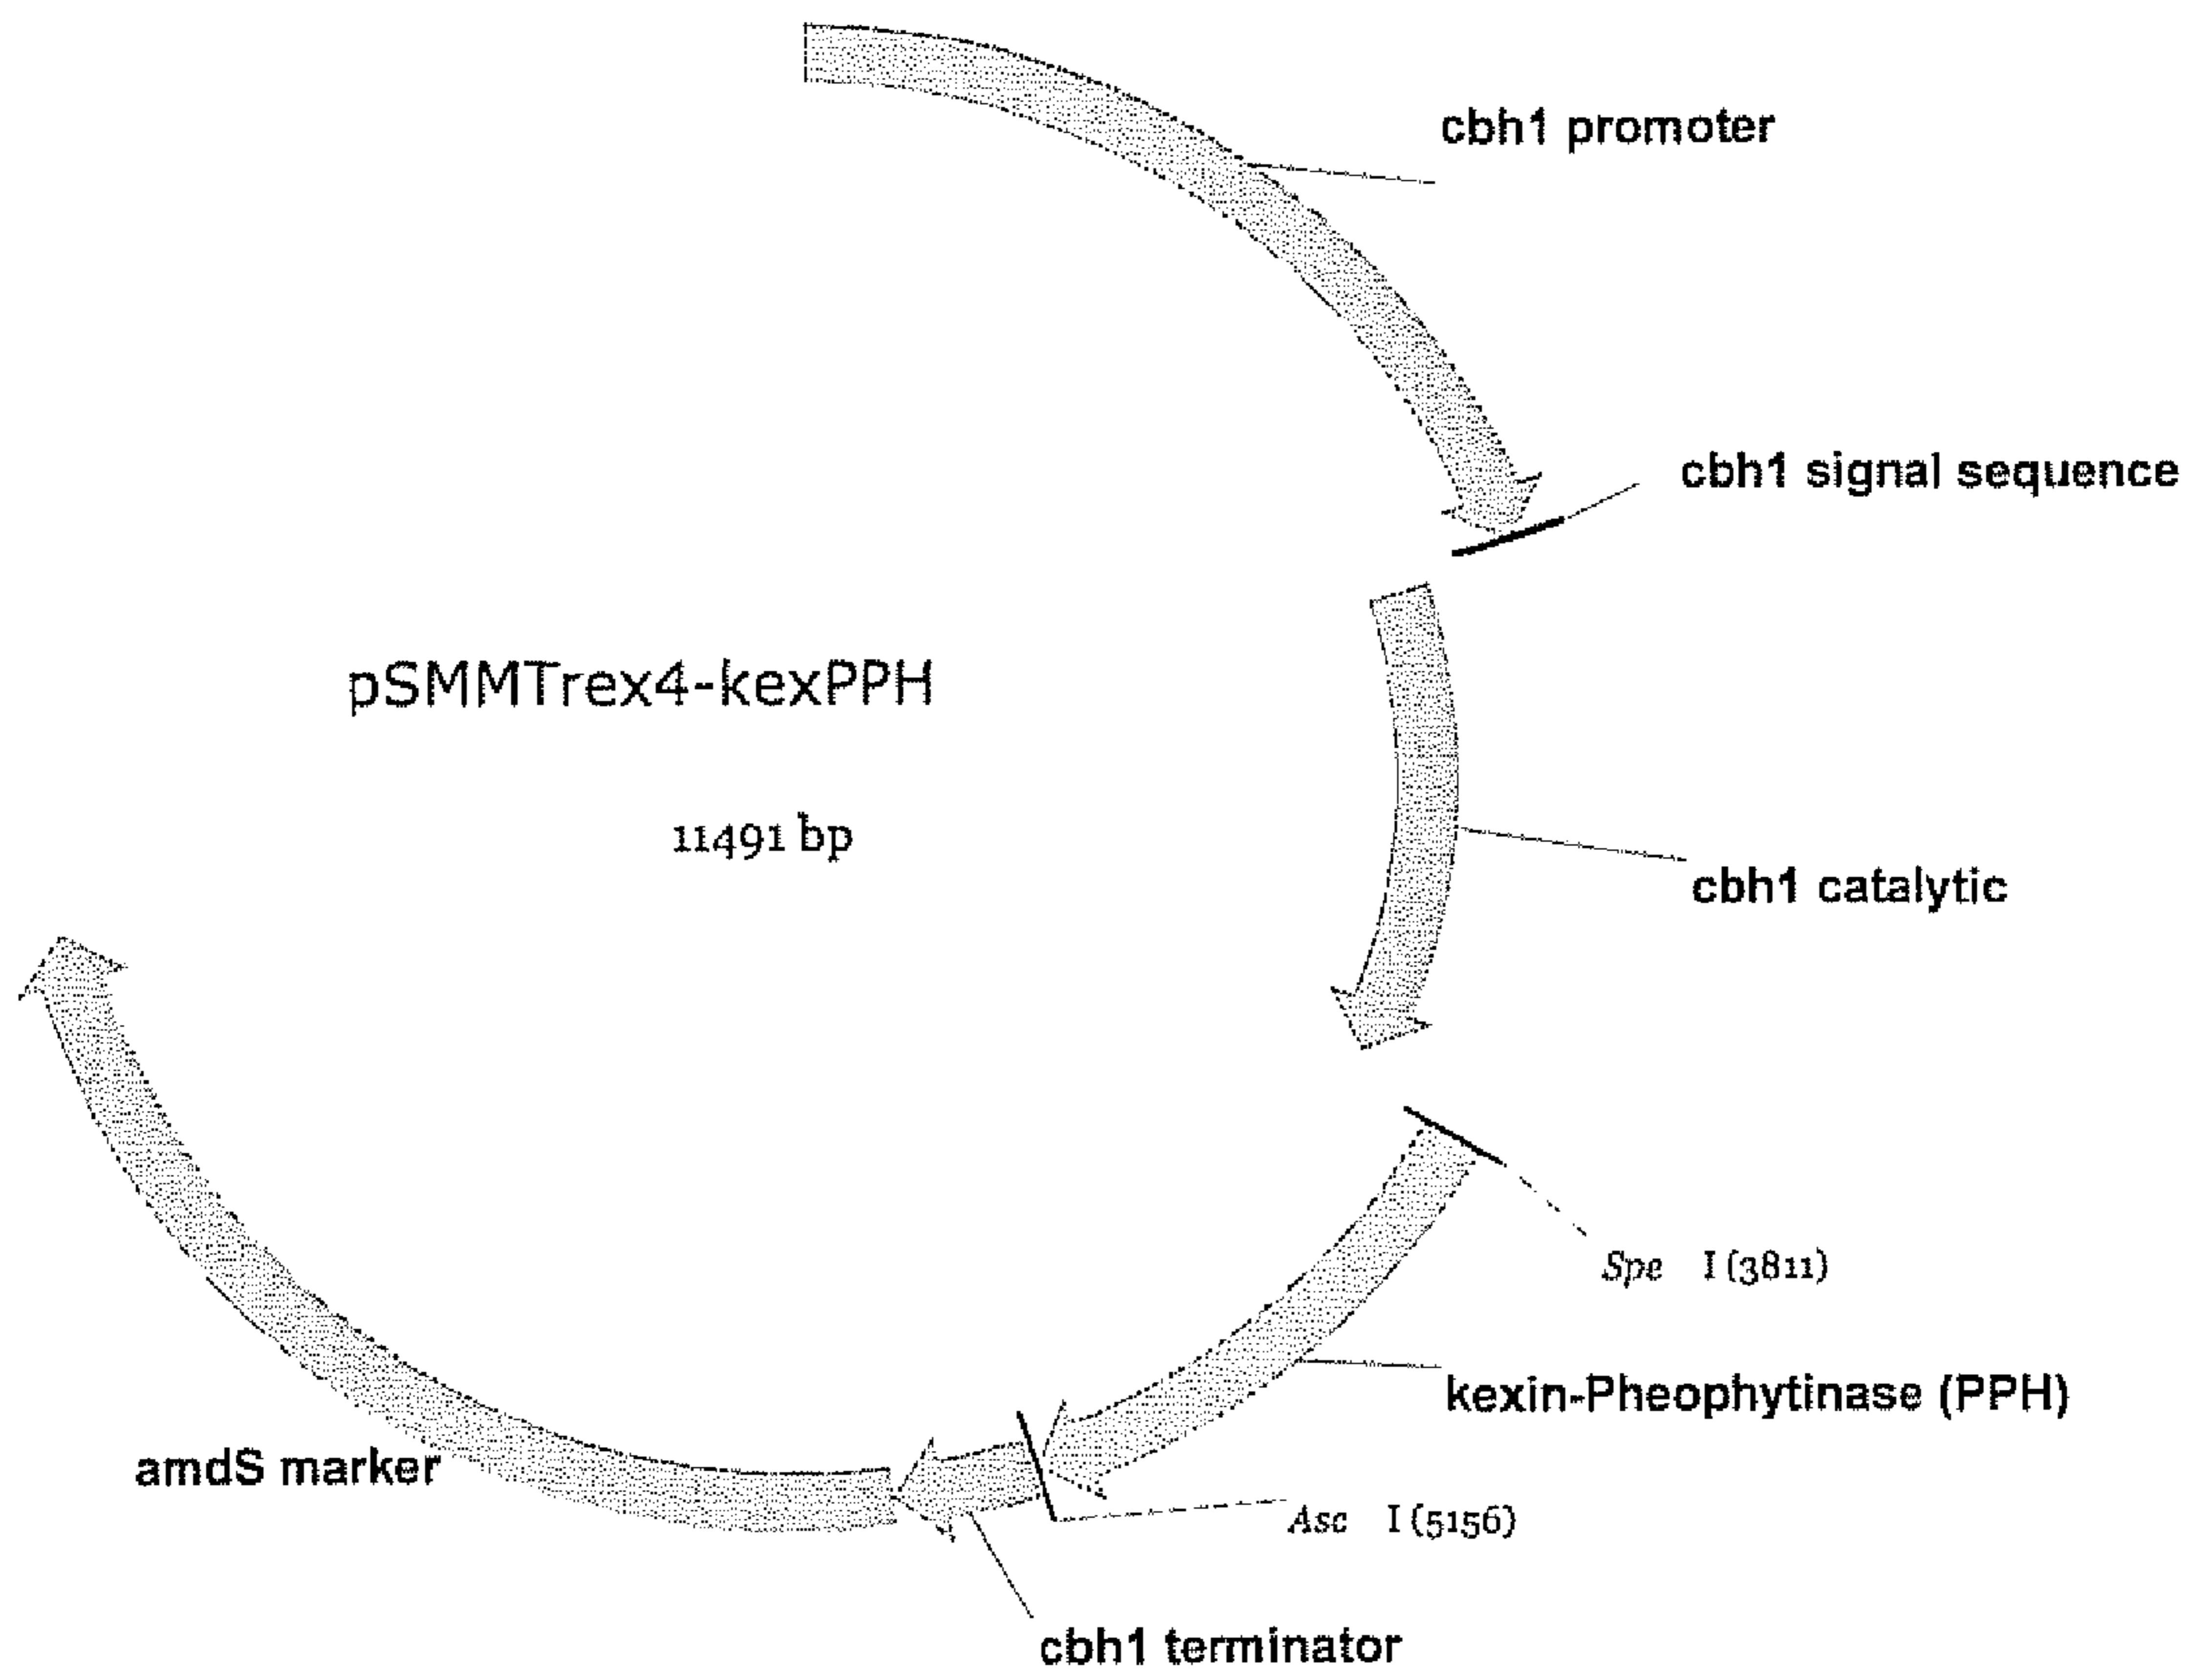 cbh1 promoter
cbh1 signal sequence
pSMMTrex4-kexPPH
11491 bp
cbh1 catalytic
Spe I (3811)
kexin-Pheophytinase (PPH)
amdS marker
Asc I (5156)
cbh1 terminator